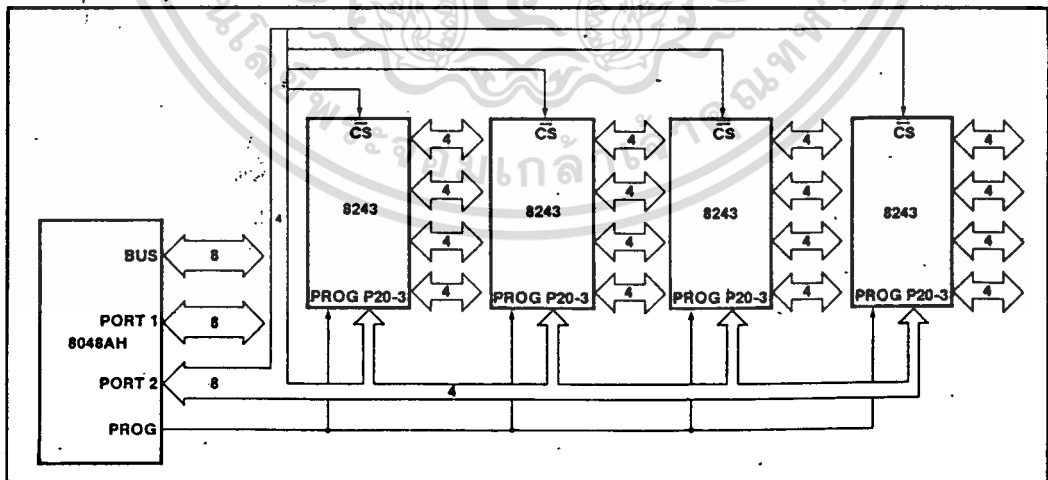 CS CS CS CS
4 4 4 4
4 4 4 4
8243 8243 8243 8243
4 4 4 4
4 4 4 4
PROG P20-3 PROG P20-3 PROG P20-3 PROG P20-3
4
BUS 8
PORT 1 8
8048AH
PORT 2 8 4
PROG